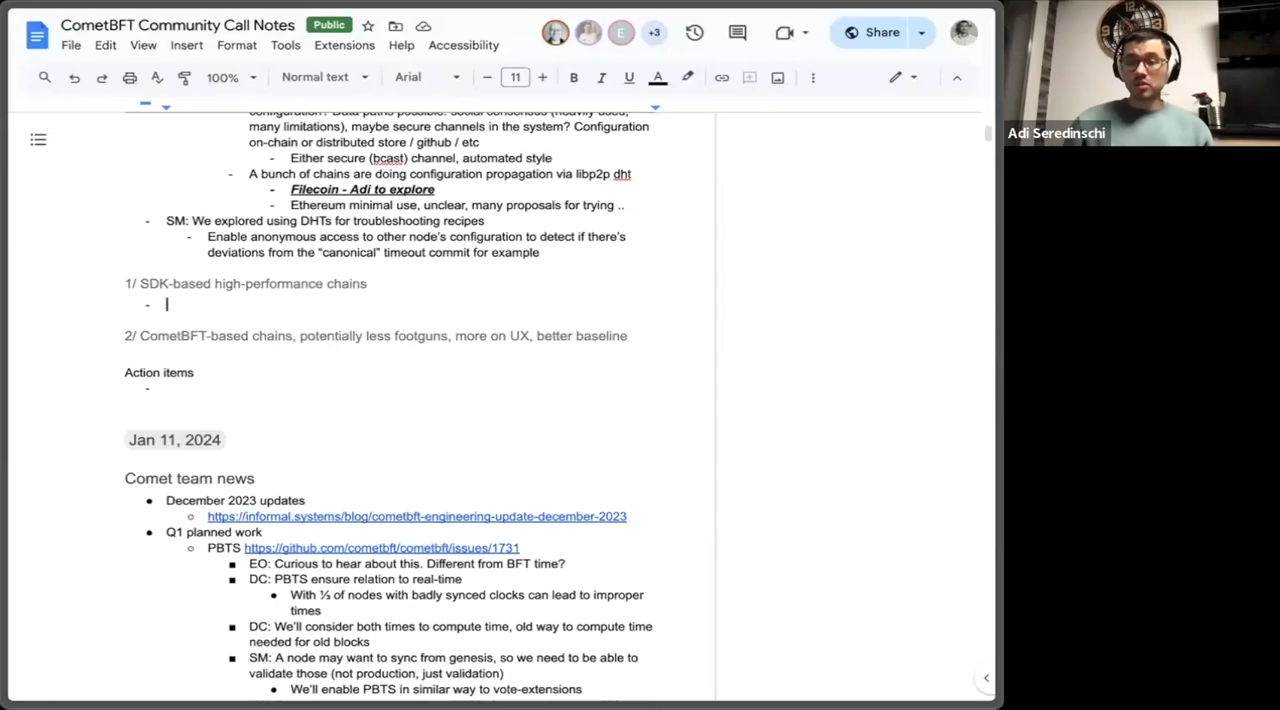 CometBFT Community Call Notes
Public
E
+3
Share
File Edit View Insert Format Tools Extensions Help Accessibility
100% Normal text Arial 11 B I U A
configuration? Data paths possible: social consensus (heavily used,
many limitations), maybe secure channels in the system? Configuration
on-chain or distributed store / github / etc
- Either secure (bcast) channel, automated style
- A bunch of chains are doing configuration propagation via libp2p dht
- Filecoin - Adi to explore
- Ethereum minimal use, unclear, many proposals for trying ..
- SM: We explored using DHTs for troubleshooting recipes
- Enable anonymous access to other node's configuration to detect if there's
deviations from the "canonical" timeout commit for example
1/ SDK-based high-performance chains
-
2/ CometBFT-based chains, potentially less footguns, more on UX, better baseline
Action items
-
Jan 11, 2024
Comet team news
● December 2023 updates
○ https://informal.systems/blog/cometbft-engineering-update-december-2023
● Q1 planned work
○ PBTS https://github.com/cometbft/cometbft/issues/1731
■ EO: Curious to hear about this. Different from BFT time?
■ DC: PBTS ensure relation to real-time
● With ⅓ of nodes with badly synced clocks can lead to improper
times
■ DC: We'll consider both times to compute time, old way to compute time
needed for old blocks
■ SM: A node may want to sync from genesis, so we need to be able to
validate those (not production, just validation)
● We'll enable PBTS in similar way to vote-extensions
Adi Seredinschi